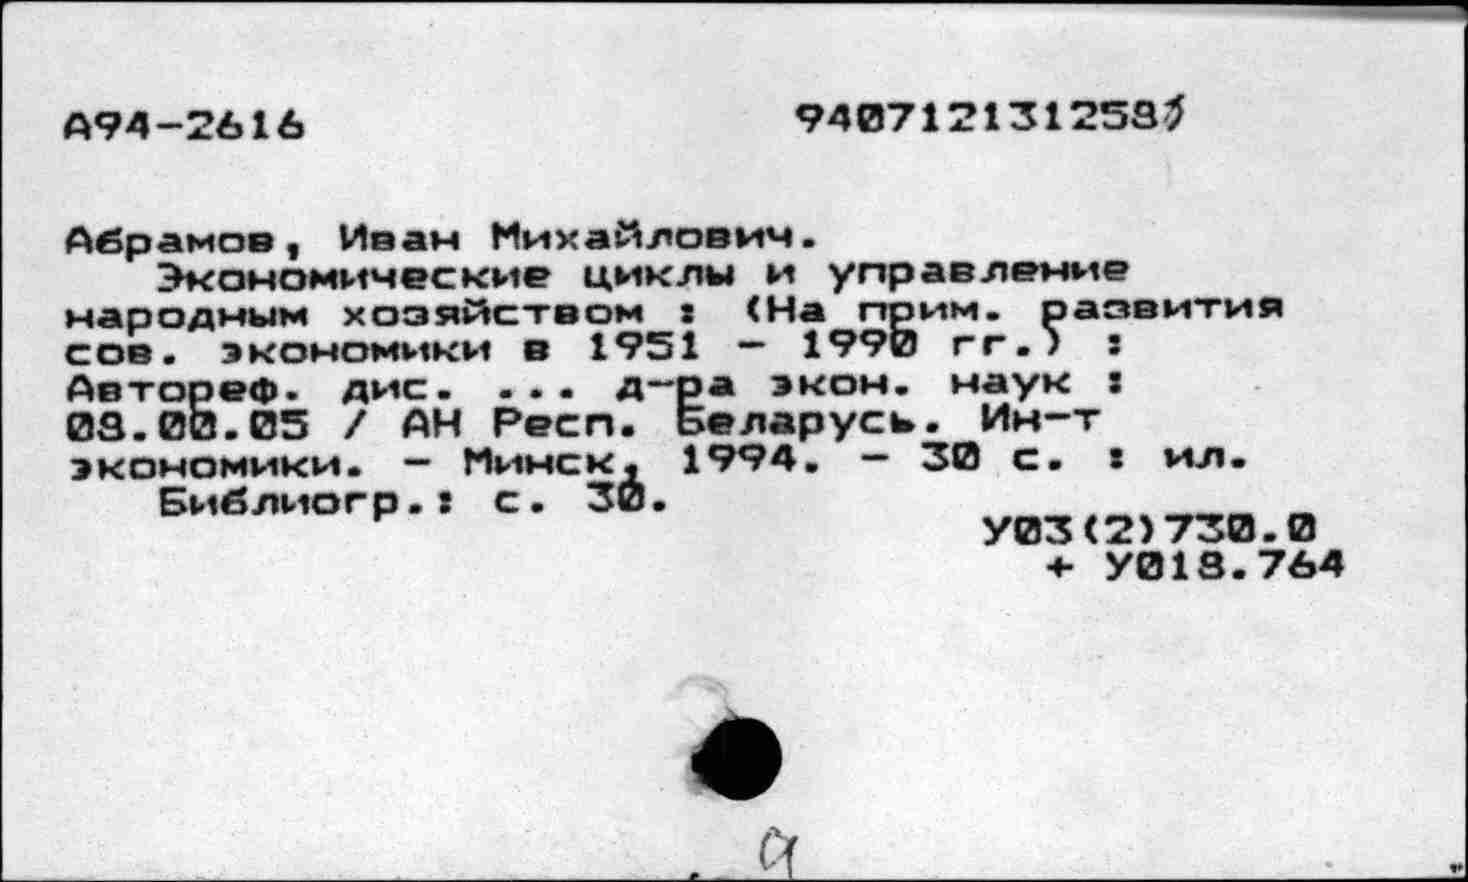 А94-2616
Абрамов, Иван Михайлович.
Экономические циклы и управление
народным хозяйством : (На прим. развития
сов. экономики в 1951 - 1990 гг.) :
Автореф. дис. ... д-ра экон. наук :
08.00.05 / АН Респ. Беларусь. Ин-т
экономики. - Минск, 1994. - 30 с. : ил.
Библиогр.: с. 30.
У03(2)730.0
+ У018.764